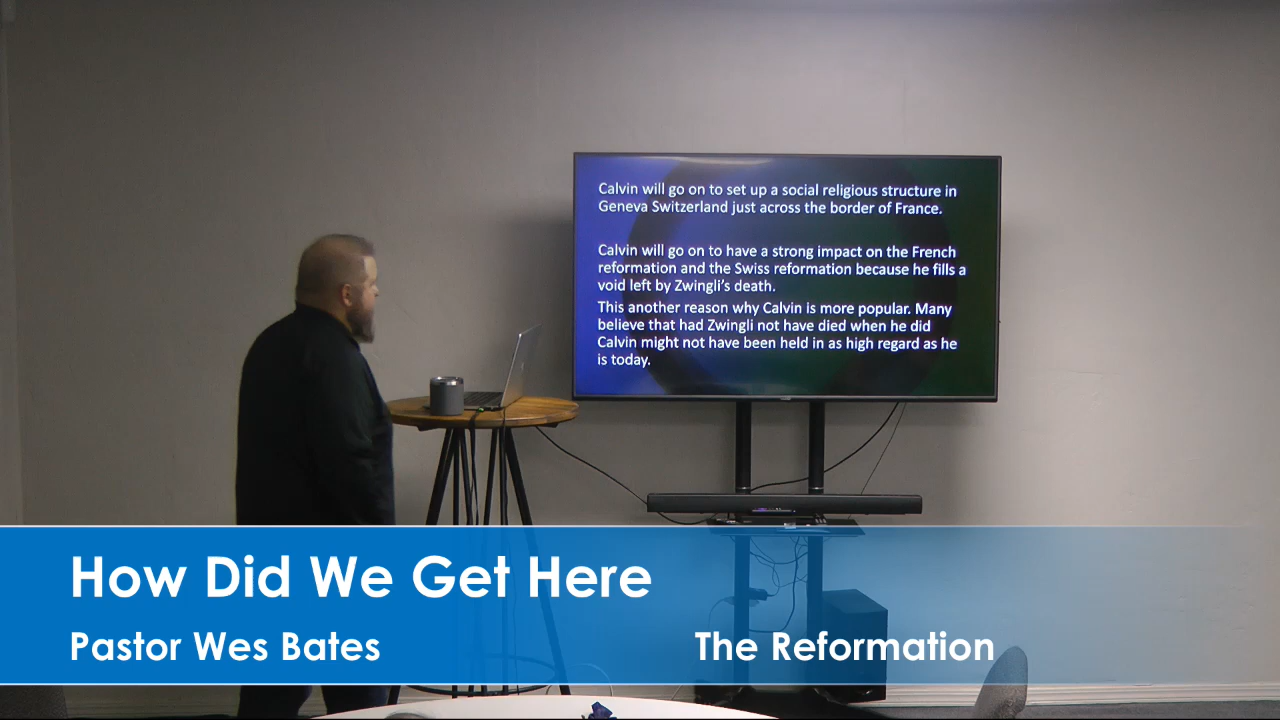 Calvin will go on to set up a social religious structure in
Geneva Switzerland just across the border of France.
Calvin will go on to have a strong impact on the French
reformation and the Swiss reformation because he fills a
void left by Zwingli's death.
This another reason why Calvin is more popular. Many
believe that had Zwingli not have died when he did
Calvin might not have been held in as high regard as he
is today.
How Did We Get Here
Pastor Wes Bates
The Reformation